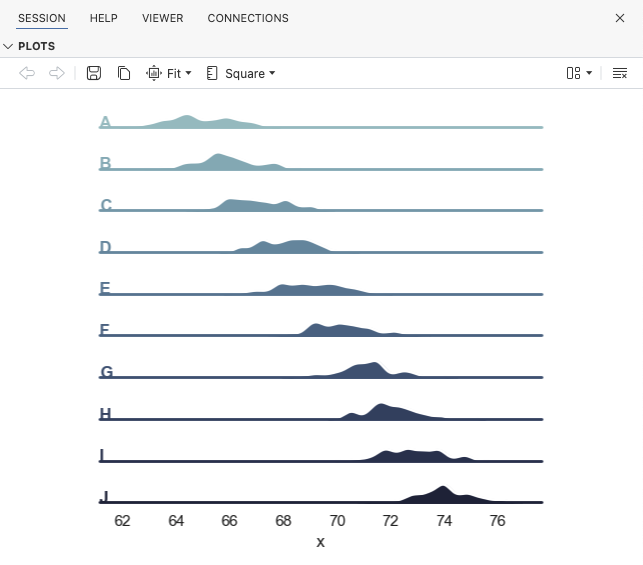 SESSION HELP VIEWER CONNECTIONS
PLOTS
Fit Square
A
B
C
D
E
F
G
H
I
J
62 64 66 68 70 72 74 76
x